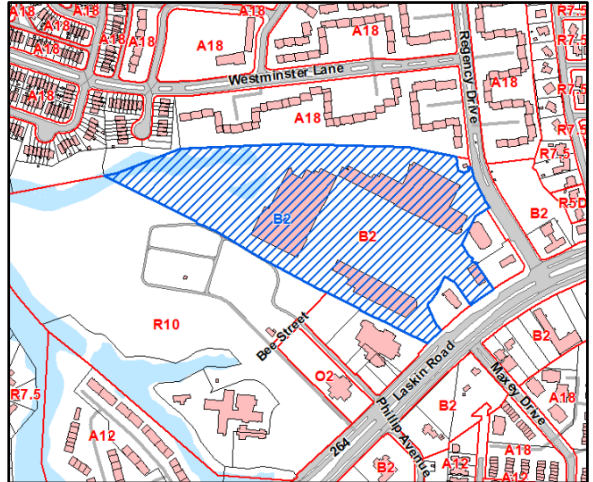 A18
A18
A18
A18
A18
A18
A18
Westminster Lane
Regency Drive
A18
R7.5
A18
A18
R7.5
R7.5
R7.5
R5D
B2
B2
B2
R10
Bee Street
O2
Laskin Road
264
Phillip Avenue
Maxey Drive
B2
B2
A18
R7.5
A12
B2
A12
A18
A12